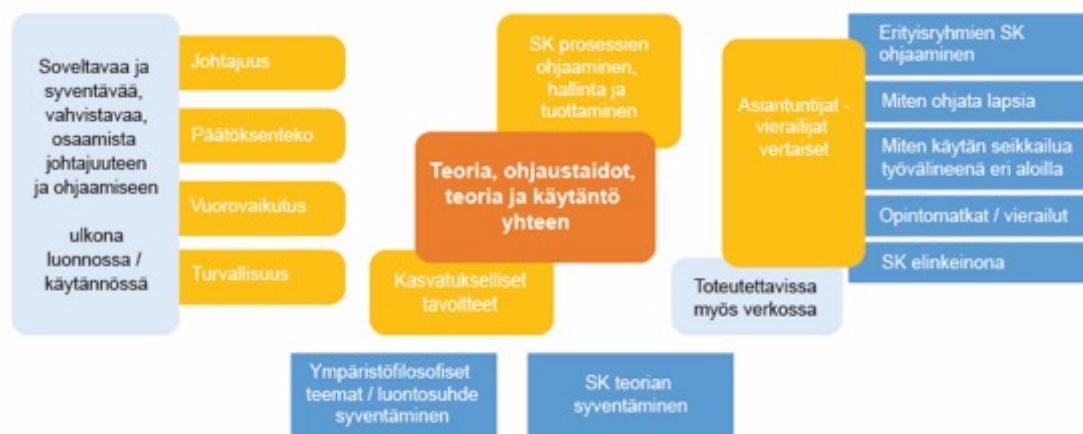 Soveltavaa ja
syventävää,
vahvistavaa,
osaamista
johtajuuteen
ja ohjaamiseen
ulkona
luonnossa /
käytännössä
Johtajuus
Päätöksenteko
Vuorovaikutus
Turvallisuus
SK prosessien
ohjaaminen,
hallinta ja
tuottaminen
Teoria, ohjaustaidot,
teoria ja käytäntö
yhteen
Kasvatukselliset
tavoitteet
Asiantuntijat -
vierailijat
vertaiset
Toteutettavissa
myös verkossa
Erityisryhmien SK
ohjaaminen
Miten ohjata lapsia
Miten käytän seikkailua
työvälineenä eri aloilla
Opintomatkat / vierailut
SK elinkeinona
Ympäristöfilosofiset
teemat / luontosuhde
syventäminen
SK teorian
syventäminen